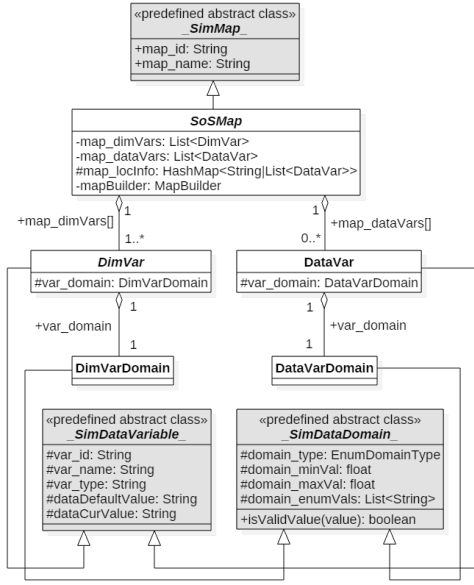 «predefined abstract class»
_SimMap_
+map_id: String
+map_name: String
SoSMap
-map_dimVars: List<DimVar>
-map_dataVars: List<DataVar>
#map_locInfo: HashMap<String|List<DataVar>>
-mapBuilder: MapBuilder
+map_dimVars[]
1
1
+map_dataVars[]
1..*
0..*
DimVar
#var_domain: DimVarDomain
DataVar
#var_domain: DataVarDomain
1
1
+var_domain
+var_domain
1
1
DimVarDomain
DataVarDomain
«predefined abstract class»
_SimDataVariable_
#var_id: String
#var_name: String
#var_type: String
#dataDefaultValue: String
#dataCurValue: String
«predefined abstract class»
_SimDataDomain_
#domain_type: EnumDomainType
#domain_minVal: float
#domain_maxVal: float
#domain_enumVals: List<String>
+isValidValue(value): boolean